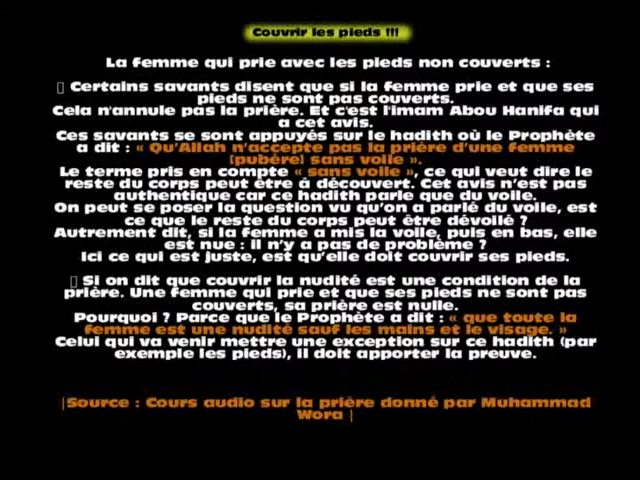 Couvrir les pieds !!!
La femme qui prie avec les pieds non couverts :
Certains savants disent que si la femme prie et que ses
pieds ne sont pas couverts.
Cela n'annule pas la prière. Et c'est l'imam Abou Hanifa qui
a cet avis.
Ces savants se sont appuyés sur le hadith où le Prophète
a dit : « Qu'Allah n'accepte pas la prière d'une femme
(pubère) sans voile ».
Le terme pris en compte « sans voile », ce qui veut dire le
reste du corps peut être à découvert. Cet avis n'est pas
authentique car ce hadith parle que du voile.
On peut se poser la question vu qu'on a parlé du voile, est
ce que le reste du corps peut être dévoilé ?
Autrement dit, si la femme a mis la voile, puis en bas, elle
est nue : il n'y a pas de problème ?
Ici ce qui est juste, est qu'elle doit couvrir ses pieds.
Si on dit que couvrir la nudité est une condition de la
prière. Une femme qui prie et que ses pieds ne sont pas
couverts, sa prière est nulle.
Pourquoi ? Parce que le Prophète a dit : « que toute la
femme est une nudité sauf les mains et le visage. »
Celui qui va venir mettre une exception sur ce hadith (par
exemple les pieds), il doit apporter la preuve.
|Source : Cours audio sur la prière donné par Muhammad
Wora |